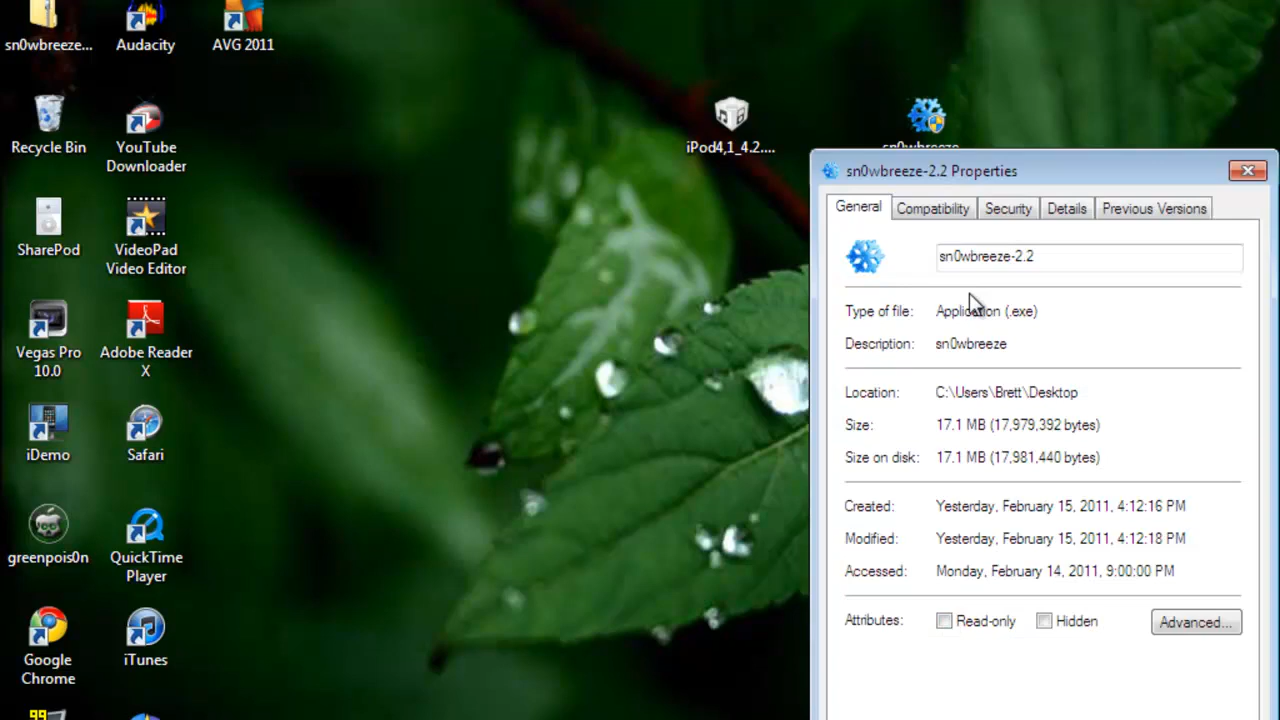 sn0wbreeze...
Audacity
AVG 2011
Recycle Bin
YouTube
Downloader
iPod4,1_4.2....
sn0wbreeze
SharePod
VideoPad
Video Editor
Vegas Pro
10.0
Adobe Reader
X
iDemo
Safari
greenpois0n
QuickTime
Player
Google
Chrome
iTunes
99
sn0wbreeze-2.2 Properties
General
Compatibility
Security
Details
Previous Versions
sn0wbreeze-2.2
Type of file: Application (.exe)
Description: sn0wbreeze
Location: C:\Users\Brett\Desktop
Size: 17.1 MB (17,979,392 bytes)
Size on disk: 17.1 MB (17,981,440 bytes)
Created: Yesterday, February 15, 2011, 4:12:16 PM
Modified: Yesterday, February 15, 2011, 4:12:18 PM
Accessed: Monday, February 14, 2011, 9:00:00 PM
Attributes: Read-only Hidden Advanced...